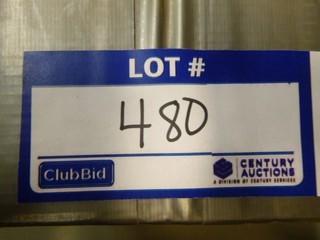 LOT #
480
ClubBid
CENTURY
AUCTIONS
A DIVISION OF CENTURY SERVICES